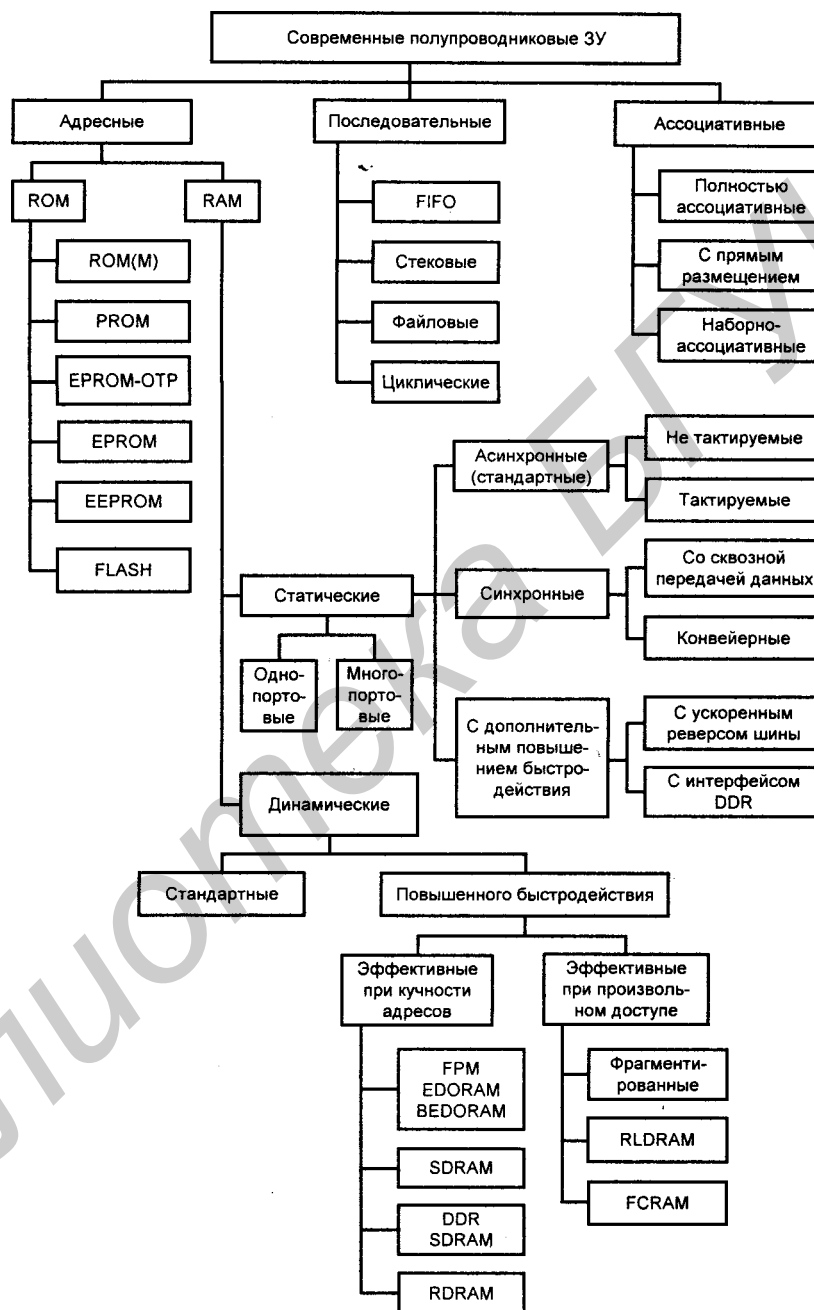 Современные полупроводниковые ЗУ
Адресные
Последовательные
Ассоциативные
ROM
RAM
ROM(M)
PROM
EPROM-OTP
EPROM
EEPROM
FLASH
FIFO
Стековые
Файловые
Циклические
Полностью
ассоциативные
С прямым
размещением
Наборно-
ассоциативные
Статические
Одно-
порто-
вые
Много-
порто-
вые
Асинхронные
(стандартные)
Не тактируемые
Тактируемые
Синхронные
Со сквозной
передачей данных
Конвейерные
С дополнитель-
ным повыше-
нием быстро-
действия
С ускоренным
реверсом шины
С интерфейсом
DDR
Динамические
Стандартные
Повышенного быстродействия
Эффективные
при кучности
адресов
FPM
EDORAM
BEDORAM
SDRAM
DDR
SDRAM
RDRAM
Эффективные
при произволь-
ном доступе
Фрагменти-
рованные
RLDRAM
FCRAM